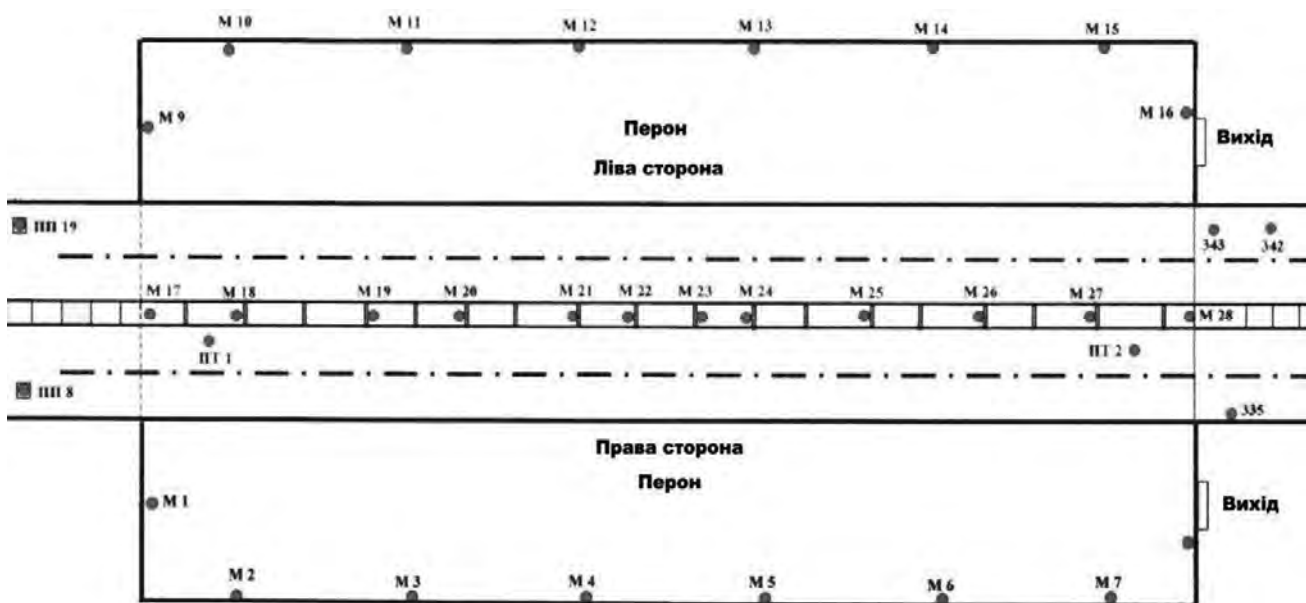 М 10 М 11 М 12 М 13 М 14 М 15
М 9
М 16
Перон
Вихід
Ліва сторона
ПП 19
343 342
М 17 М 18 М 19 М 20 М 21 М 22 М 23 М 24 М 25 М 26 М 27
М 28
ПТ 1
ПТ 2
ПП 8
335
Права сторона
Перон
М 1
Вихід
М 2 М 3 М 4 М 5 М 6 М 7